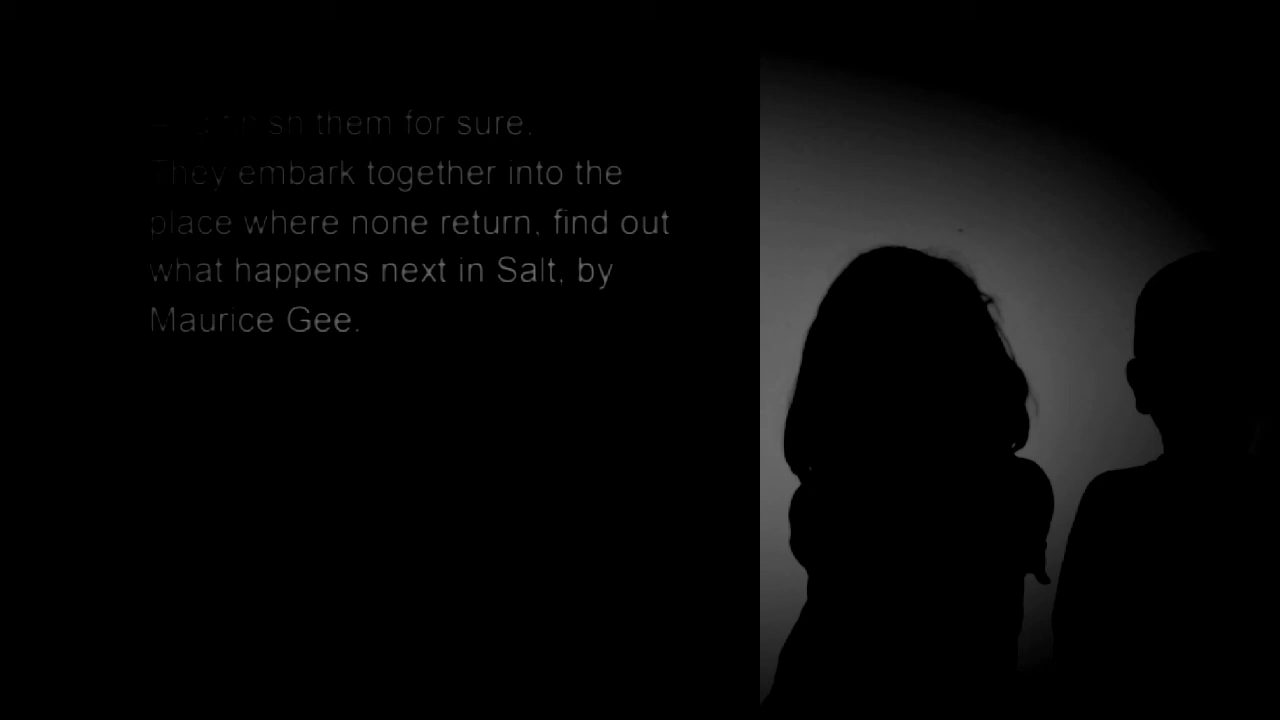 them for sure.
They embark together into the
place where none return, find out
what happens next in Salt, by
Maurice Gee.